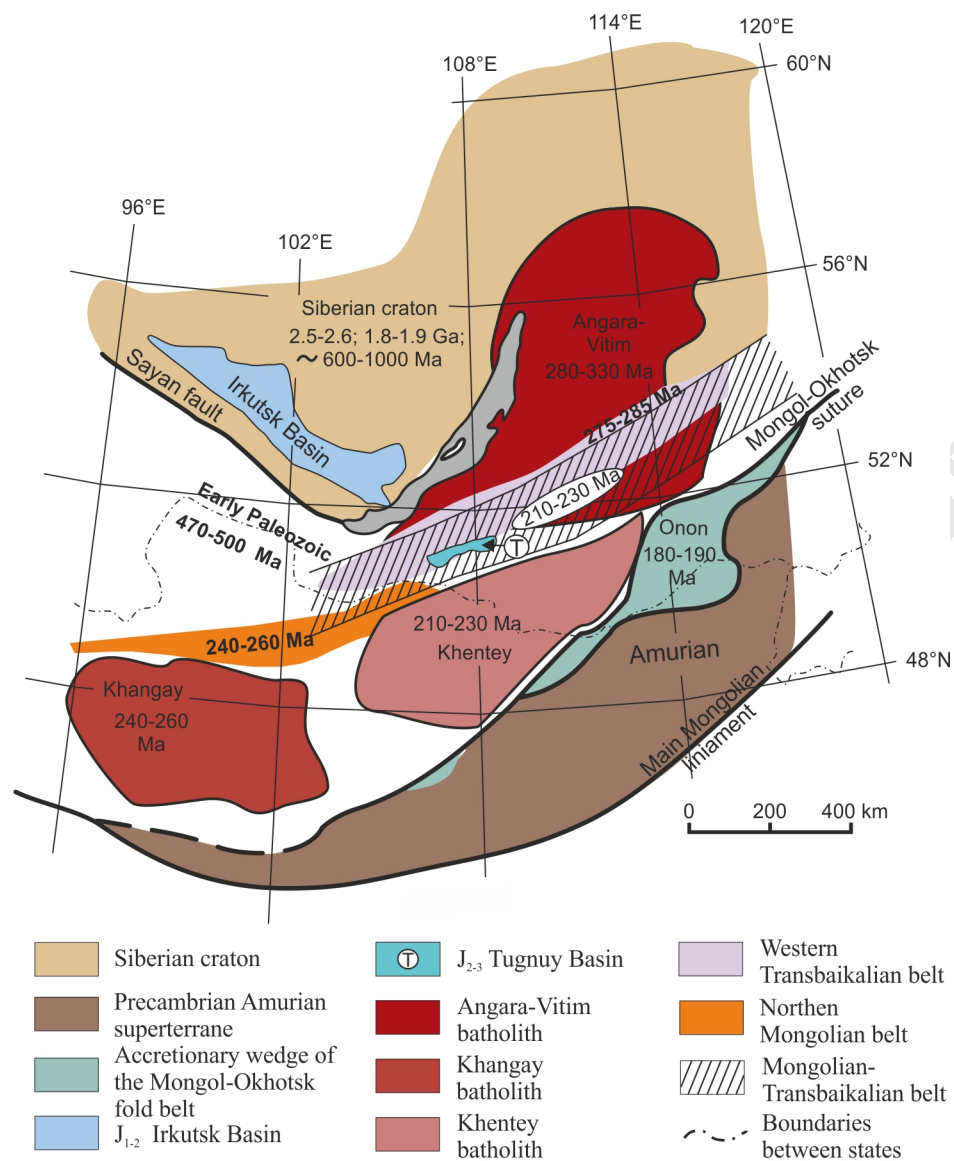 114°E
120°E
108°E
60°N
96°E
102°E
56°N
Siberian craton
2.5-2.6; 1.8-1.9 Ga;
~ 600-1000 Ma
Angara-
Vitim
280-330 Ma
Sayan fault
Irkutsk Basin
275-285 Ma
Mongol-Okhotsk
suture
52°N
Early Paleozoic
470-500 Ma
210-230 Ma
T
Onon
180-190
Ma
210-230 Ma
Khentey
240-260 Ma
Amurian
48°N
Khangay
240-260
Ma
Main Mongolian
liniament
0 200 400 km
Siberian craton
Precambrian Amurian
superterrane
Accretionary wedge of
the Mongol-Okhotsk
fold belt
J1-2 Irkutsk Basin
T
J2-3 Tugnuy Basin
Angara-Vitim
batholith
Khangay
batholith
Khentey
batholith
Western
Transbaikalian belt
Northen
Mongolian belt
Mongolian-
Transbaikalian belt
Boundaries
between states